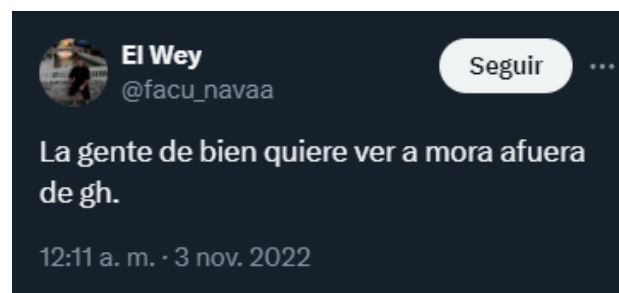 El Wey
@facu_navaa
Seguir
La gente de bien quiere ver a mora afuera
de gh.
12:11 a. m. · 3 nov. 2022